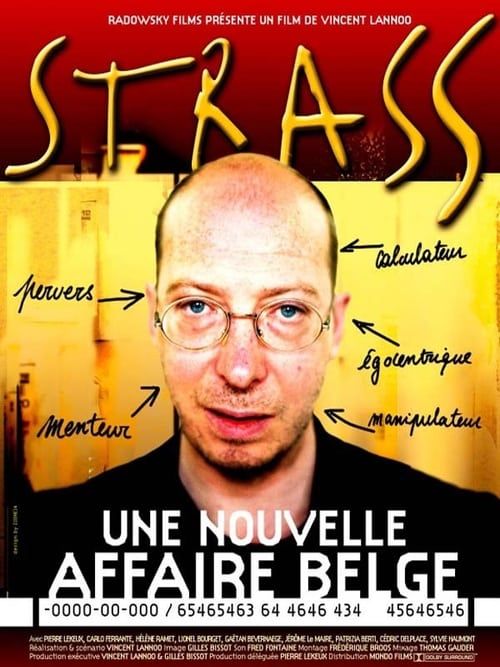 RADOWSKY FILMS PRÉSENTE UN FILM DE VINCENT LANNOO
STRASS
calculateur
pervers
égocentrique
menteur
manipulateur
UNE NOUVELLE
AFFAIRE BELGE
-0000-00-000 / 65465463 64 4646 434 45646546
Avec PIERRE LEKEUX, CARLO FERRANTE, HÉLÈNE RAMET, LIONEL BOURGET, GAËTAN BEVERNAEGE, JÉRÔME LE MAIRE, PATRIZIA BERTI, CÉDRIC DELPLACE, SYLVIE HAUMONT
Réalisation & scénario VINCENT LANNOO Image GILLES BISSOT Son FRED FONTAINE Montage FRÉDÉRIQUE BROOS Mixage THOMAS GAUDER
Production exécutive VINCENT LANNOO & GILLES BISSOT Production déléguée PIERRE LEKEUX Distribution MONDO FILMS DOLBY SURROUND